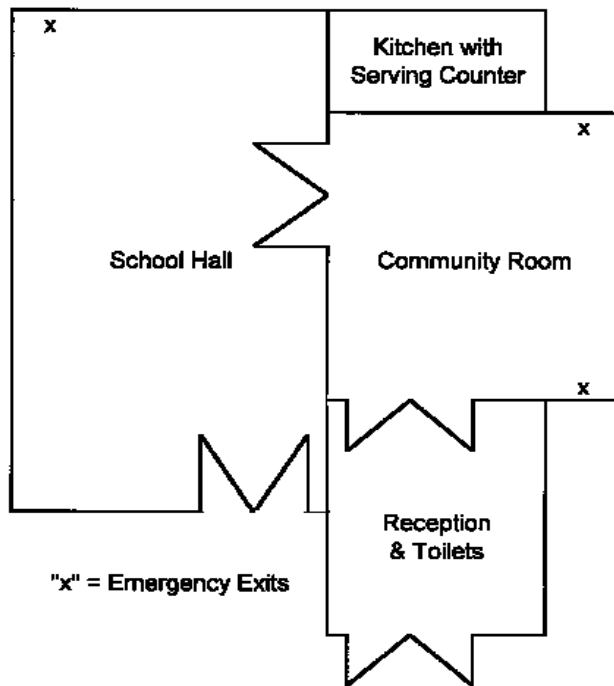 x
Kitchen with
Serving Counter
x
School Hall
Community Room
x
Reception
& Toilets
"x" = Emergency Exits